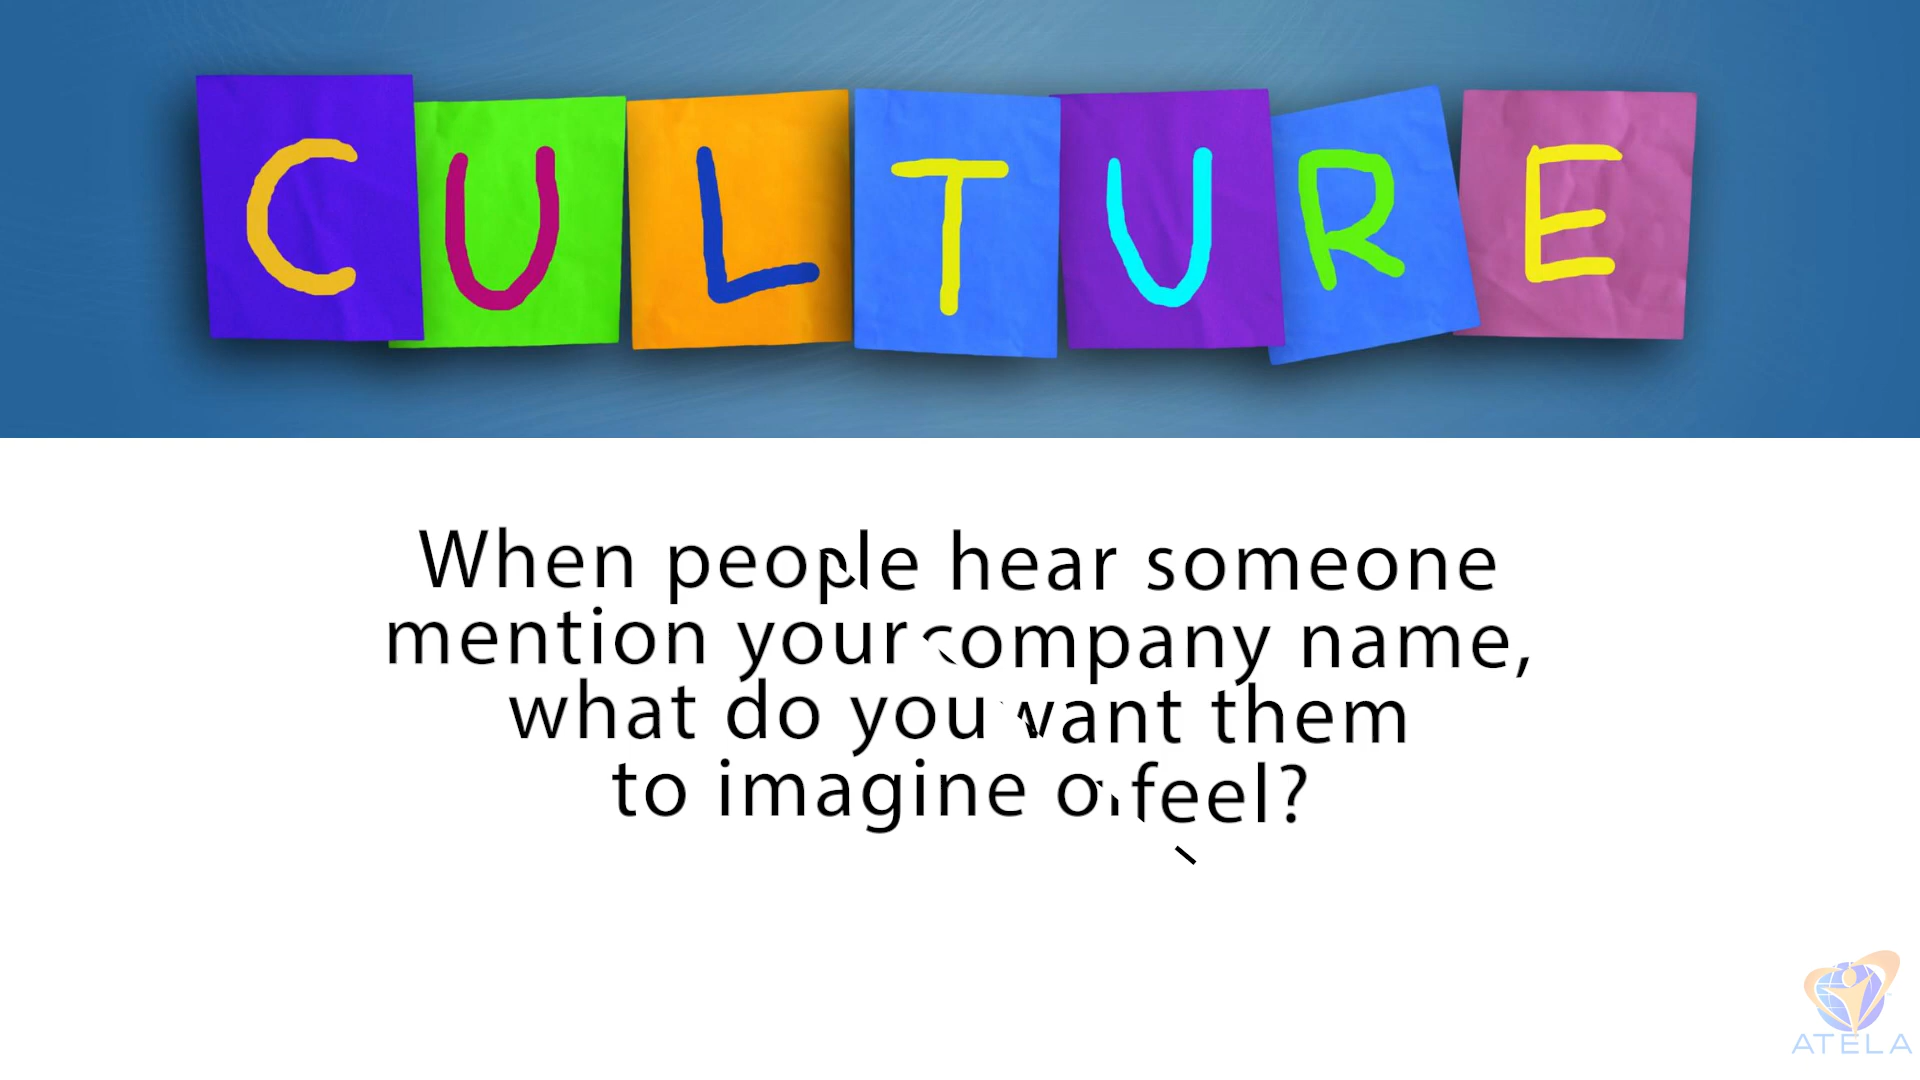 CULTURE
When people hear someone
mention your company name,
what do you want them
to imagine or feel?
ATELA